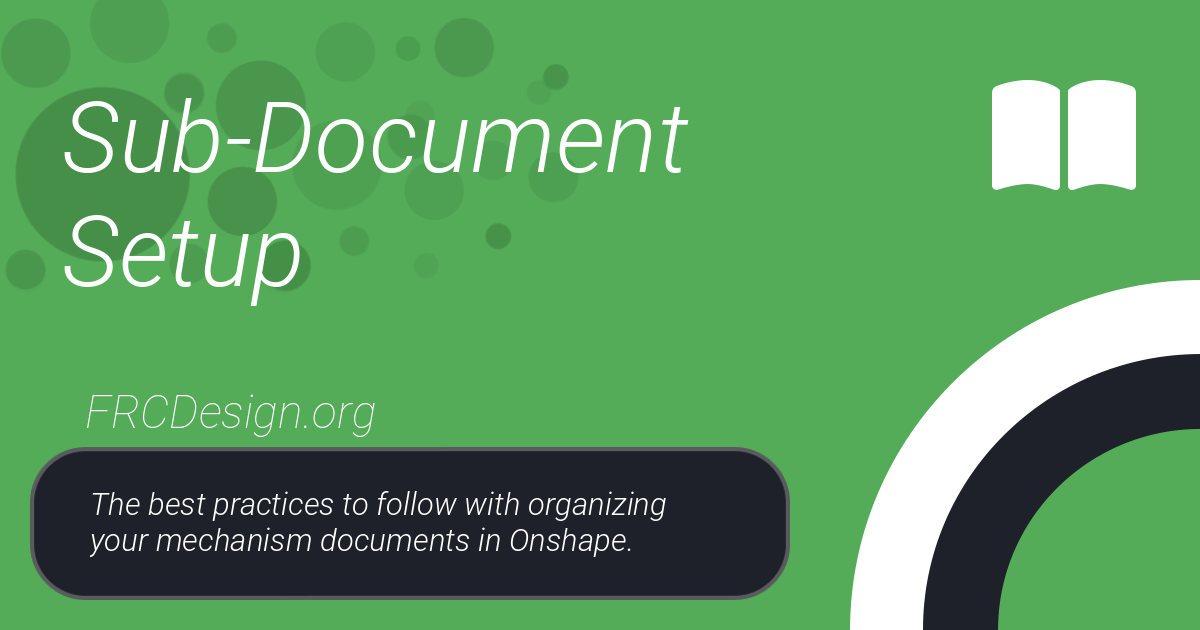 Sub-Document
Setup
FRCDesign.org
The best practices to follow with organizing
your mechanism documents in Onshape.